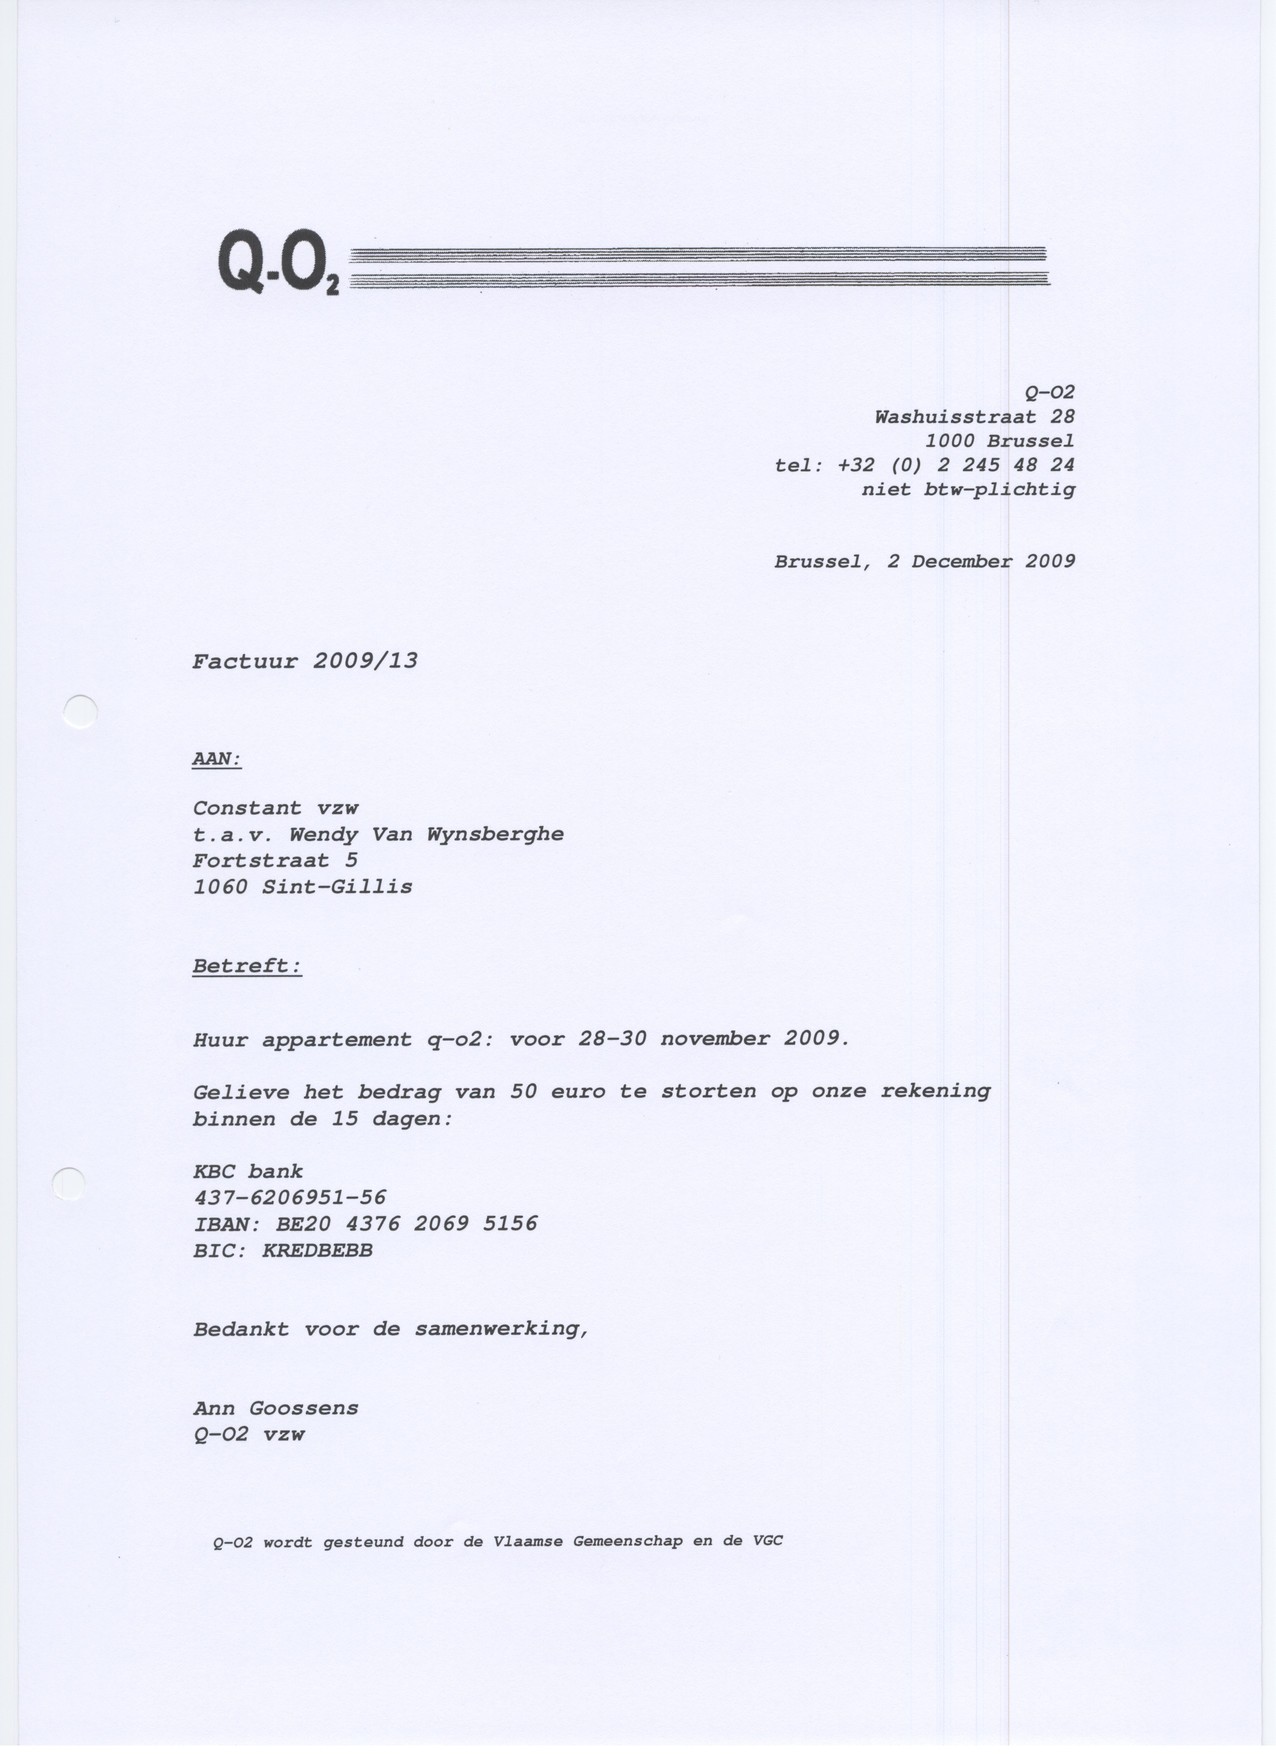 Q-O2
Q-O2
Washuisstraat 28
1000 Brussel
tel: +32 (0) 2 245 48 24
niet btw-plichtig
Brussel, 2 December 2009
Factuur 2009/13
AAN:
Constant vzw
t.a.v. Wendy Van Wynsberghe
Fortstraat 5
1060 Sint-Gillis
Betreft:
Huur appartement q-o2: voor 28-30 november 2009.
Gelieve het bedrag van 50 euro te storten op onze rekening
binnen de 15 dagen:
KBC bank
437-6206951-56
IBAN: BE20 4376 2069 5156
BIC: KREDBEBB
Bedankt voor de samenwerking,
Ann Goossens
Q-O2 vzw
Q-O2 wordt gesteund door de Vlaamse Gemeenschap en de VGC